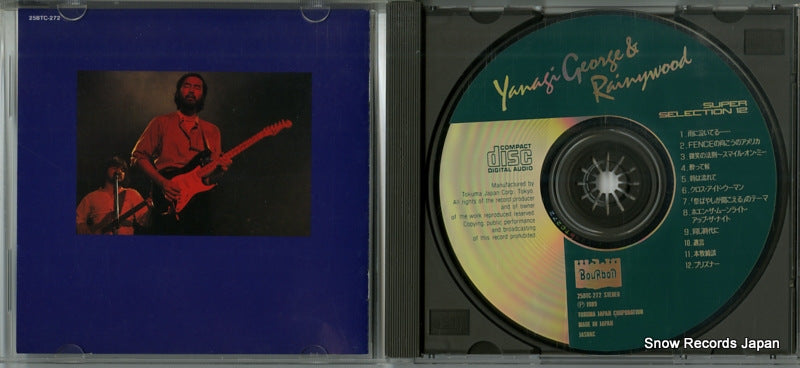 25BTC-272
Yanagi George &
Rainywood
SUPER
SELECTION 12
1. 雨に泣いてる――
2. FENCEの向こうのアメリカ
3. 微笑の法則〜スマイル・オン・ミー
4. 酔って候
5. 時は流れて
6. クロス・アイド・ウーマン
7. 「祭ばやしが聞こえる」のテーマ
8. ホエン・ザ・ムーンライト・
アップ・ザ・ナイト
9. 同じ時代に
10. 遺言
11. 本牧綺談
12. プリズナー
COMPACT
disc
DIGITAL AUDIO
Manufactured by
Tokuma Japan Corp., Tokyo.
All rights of the record producer
and of owner
of the work reproduced reserved.
Copying, public performance
and broadcasting
of this record prohibited.
BOURBON
25BTC-272 STEREO
TOKUMA JAPAN CORPORATION
MADE IN JAPAN
JASRAC
Snow Records Japan